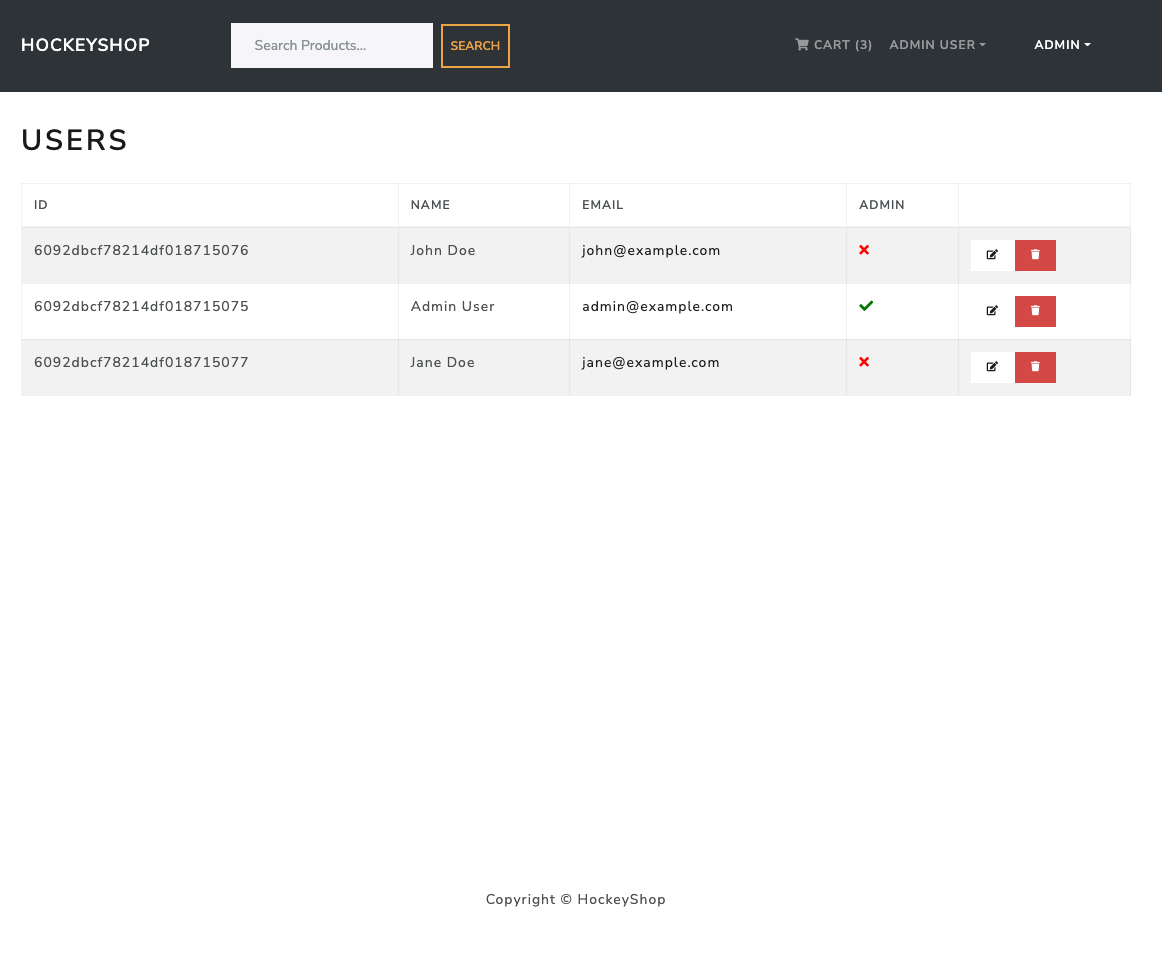 HOCKEYSHOP Search Products... SEARCH CART (3) ADMIN USER ADMIN
USERS
ID NAME EMAIL ADMIN
6092dbcf78214df018715076 John Doe john@example.com
6092dbcf78214df018715075 Admin User admin@example.com
6092dbcf78214df018715077 Jane Doe jane@example.com
Copyright © HockeyShop